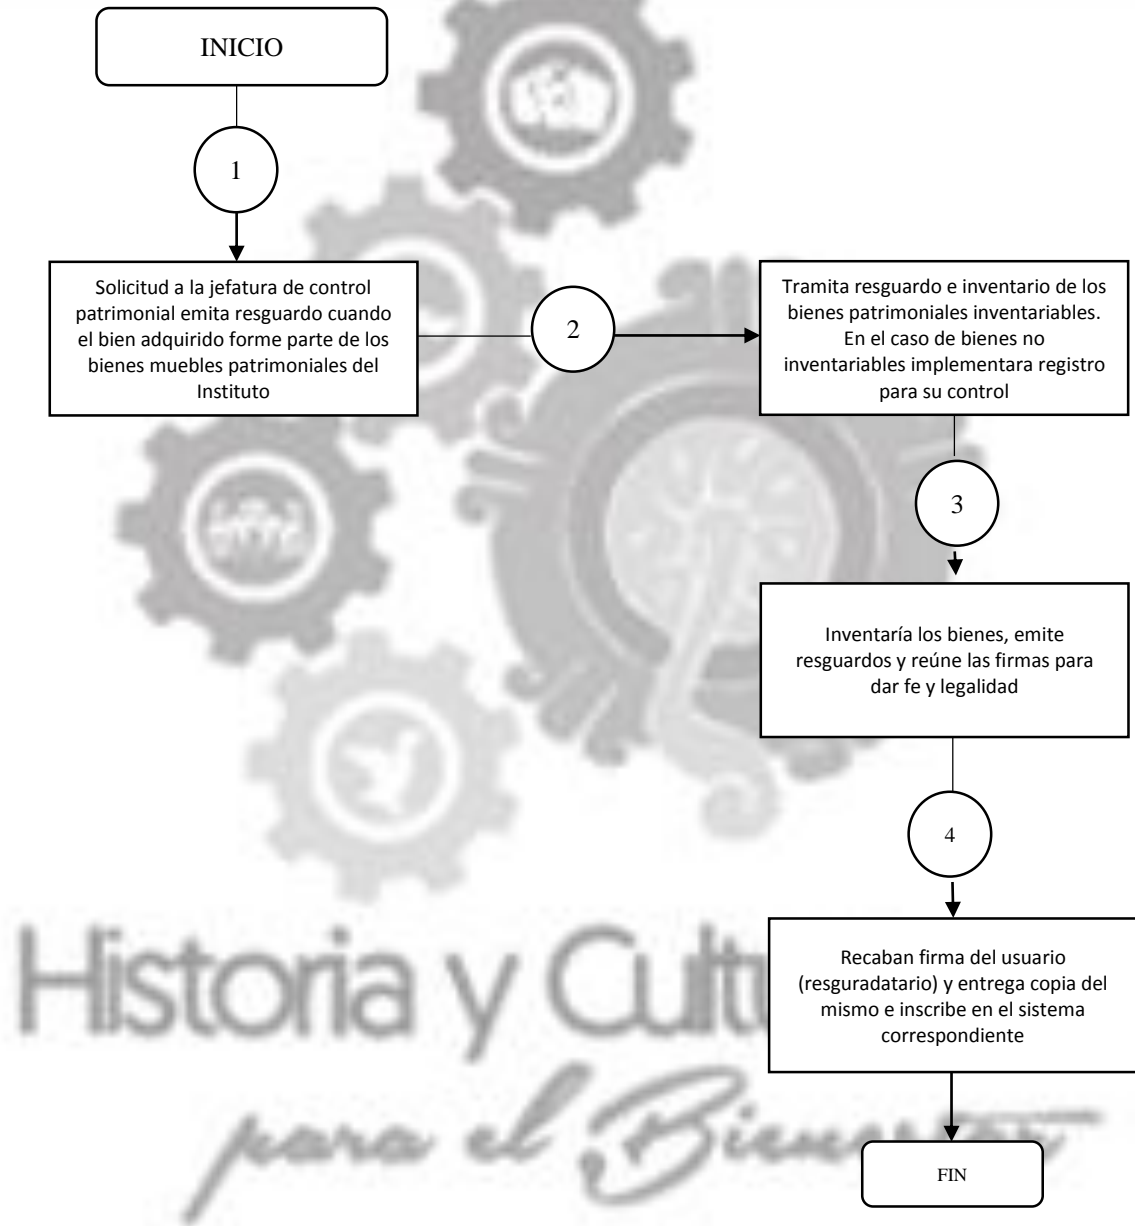 INICIO
1
Solicitud a la jefatura de control
patrimonial emita resguardo cuando
el bien adquirido forme parte de los
bienes muebles patrimoniales del
Instituto
2
Tramita resguardo e inventario de los
bienes patrimoniales inventariables.
En el caso de bienes no
inventariables implementara registro
para su control
3
Inventaría los bienes, emite
resguardos y reúne las firmas para
dar fe y legalidad
4
Recaban firma del usuario
(resguradatario) y entrega copia del
mismo e inscribe en el sistema
correspondiente
FIN
Historia y Cultu
para el Bienestar